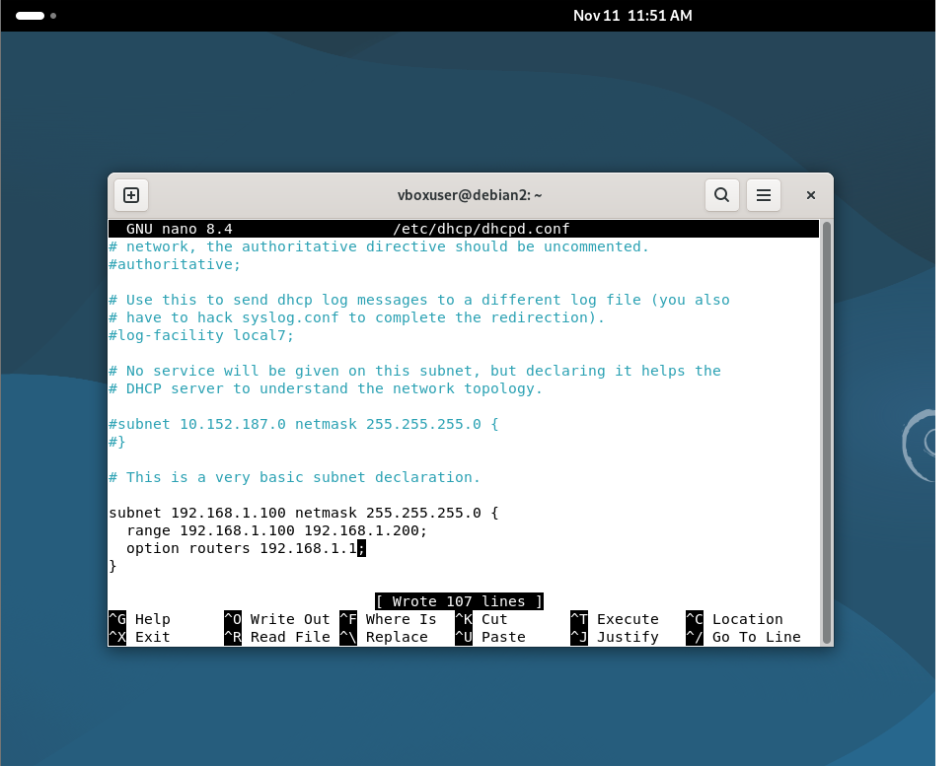 Nov 11 11:51 AM
vboxuser@debian2: ~
GNU nano 8.4 /etc/dhcp/dhcpd.conf
# network, the authoritative directive should be uncommented.
#authoritative;
# Use this to send dhcp log messages to a different log file (you also
# have to hack syslog.conf to complete the redirection).
#log-facility local7;
# No service will be given on this subnet, but declaring it helps the
# DHCP server to understand the network topology.
#subnet 10.152.187.0 netmask 255.255.255.0 {
#}
# This is a very basic subnet declaration.
subnet 192.168.1.100 netmask 255.255.255.0 {
range 192.168.1.100 192.168.1.200;
option routers 192.168.1.1;
}
[ Wrote 107 lines ]
^G Help ^O Write Out ^F Where Is ^K Cut ^T Execute ^C Location
^X Exit ^R Read File ^\ Replace ^U Paste ^J Justify ^/ Go To Line